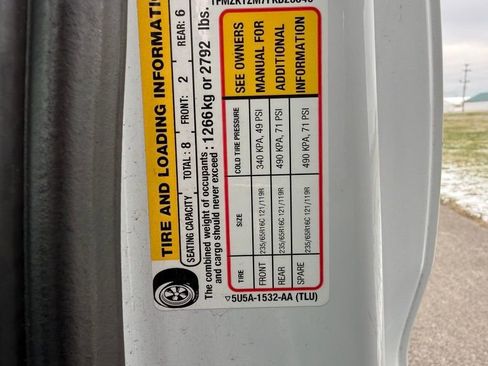 TIRE AND LOADING INFORMATI
SEATING CAPACITY TOTAL : 8 FRONT: 2 REAR: 6
The combined weight of occupants
and cargo should never exceed : 1266kg or 2792 lbs.
TIRE SIZE COLD TIRE PRESSURE
FRONT 235/65R16C 121/119R 340 KPA, 49 PSI
REAR 235/65R16C 121/119R 490 KPA, 71 PSI
SPARE 235/65R16C 121/119R 490 KPA, 71 PSI
SEE OWNERS
MANUAL FOR
ADDITIONAL
INFORMATION
▽5U5A-1532-AA (TLU)